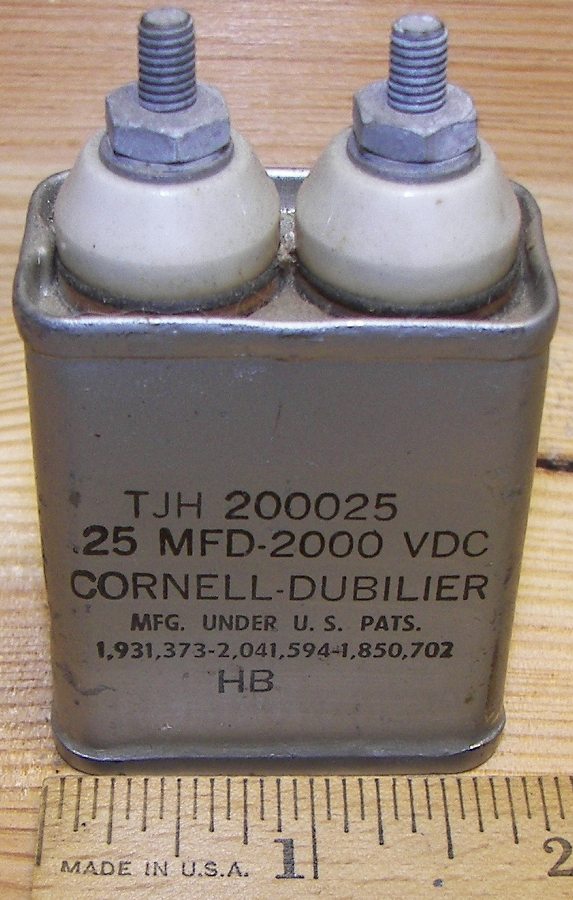 TJH 200025
.25 MFD-2000 VDC
CORNELL-DUBILIER
MFG. UNDER U. S. PATS.
1,931,373-2,041,594-1,850,702
HB
MADE IN U.S.A. 1 2